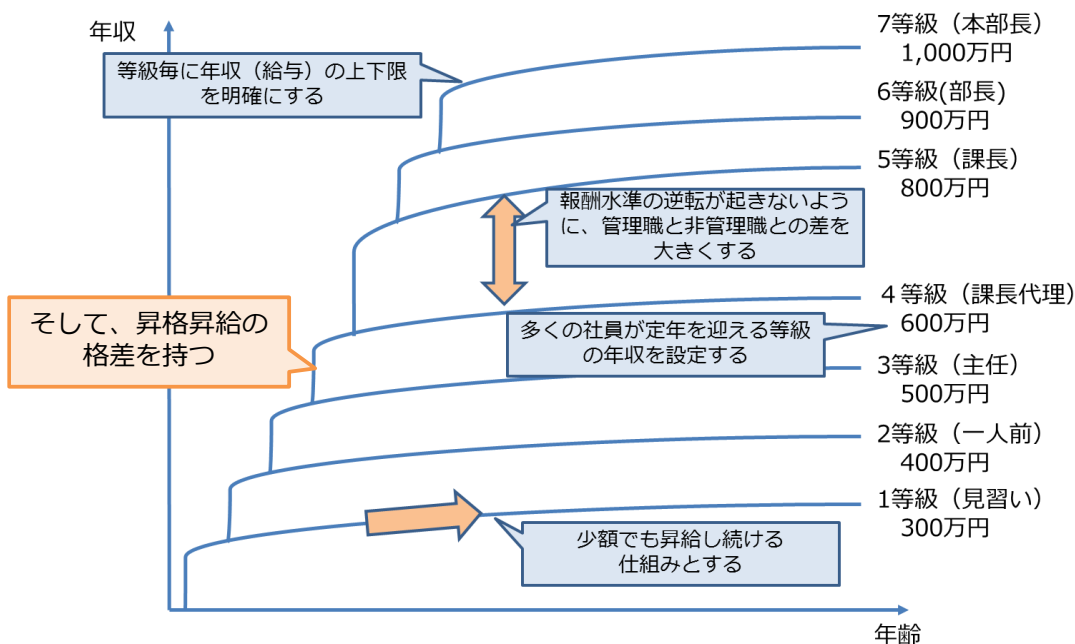 年収
7等級（本部長）
1,000万円
等級毎に年収（給与）の上下限
を明確にする
6等級(部長)
900万円
5等級（課長）
800万円
報酬水準の逆転が起きないよう
に、管理職と非管理職との差を
大きくする
４等級（課長代理）
600万円
そして、昇格昇給の
格差を持つ
多くの社員が定年を迎える等級
の年収を設定する
3等級（主任）
500万円
2等級（一人前）
400万円
1等級（見習い）
300万円
少額でも昇給し続ける
仕組みとする
年齢